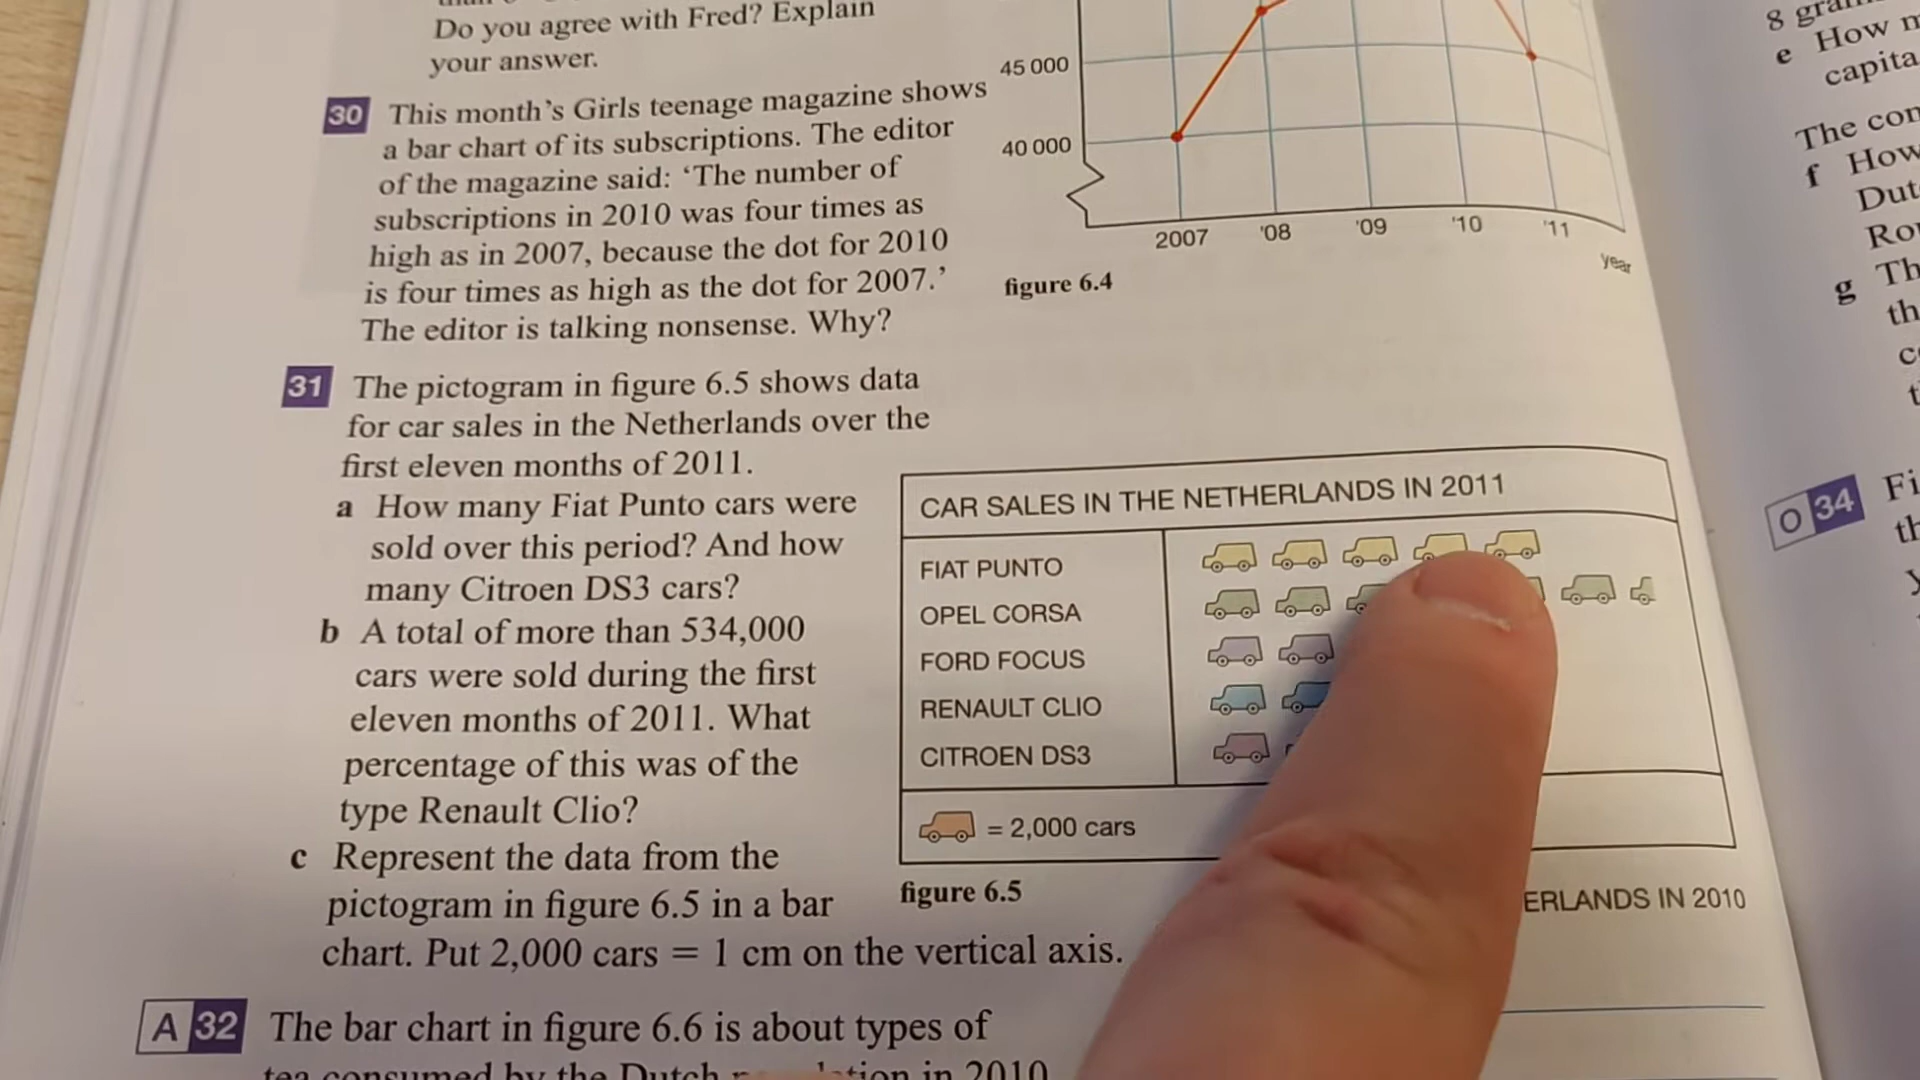 Do you agree with Fred? Explain
your answer.
30 This month's Girls teenage magazine shows
a bar chart of its subscriptions. The editor
of the magazine said: 'The number of
subscriptions in 2010 was four times as
high as in 2007, because the dot for 2010
is four times as high as the dot for 2007.'
The editor is talking nonsense. Why?
45 000
40 000
2007 '08 '09 '10 '11
year
figure 6.4
31 The pictogram in figure 6.5 shows data
for car sales in the Netherlands over the
first eleven months of 2011.
a How many Fiat Punto cars were
sold over this period? And how
many Citroen DS3 cars?
b A total of more than 534,000
cars were sold during the first
eleven months of 2011. What
percentage of this was of the
type Renault Clio?
c Represent the data from the
pictogram in figure 6.5 in a bar
chart. Put 2,000 cars = 1 cm on the vertical axis.
CAR SALES IN THE NETHERLANDS IN 2011
FIAT PUNTO
OPEL CORSA
FORD FOCUS
RENAULT CLIO
CITROEN DS3
= 2,000 cars
figure 6.5
ERLANDS IN 2010
A 32 The bar chart in figure 6.6 is about types of
tea consumed by the Dutch in 2010
8
e How
The
f How
g
O 34